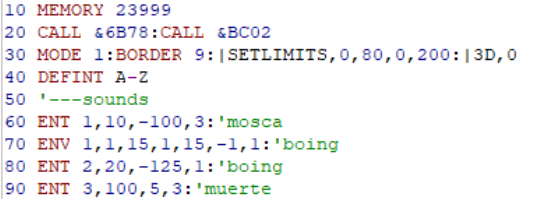 10 MEMORY 23999
20 CALL &6B78:CALL &BC02
30 MODE 1:BORDER 9:|SETLIMITS,0,80,0,200:|3D,0
40 DEFINT A-Z
50 '---sounds
60 ENT 1,10,-100,3:'mosca
70 ENV 1,1,15,1,15,-1,1:'boing
80 ENT 2,20,-125,1:'boing
90 ENT 3,100,5,3:'muerte